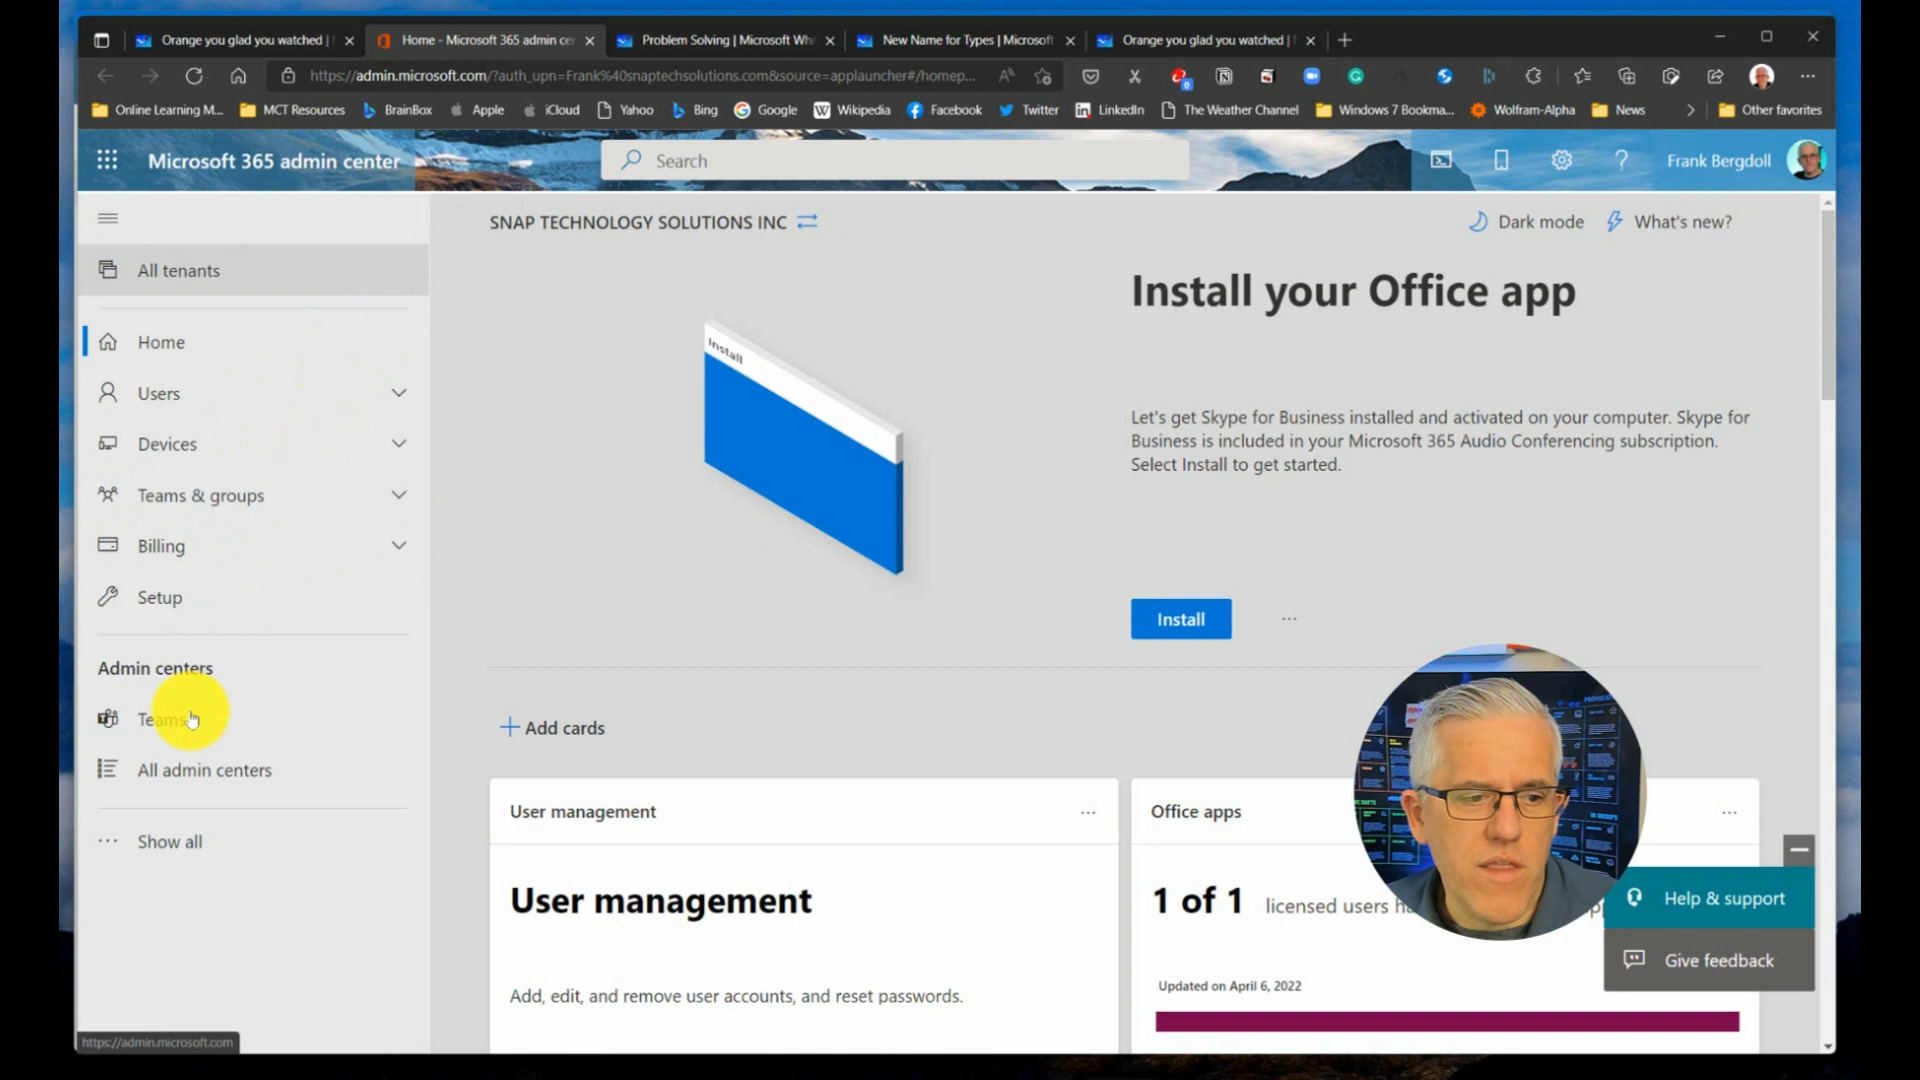 Orange you glad you watched |
Home - Microsoft 365 admin ce
Problem Solving | Microsoft Wh
New Name for Types | Microsoft
Orange you glad you watched |
https://admin.microsoft.com/?auth_upn=Frank%40snaptechsolutions.com&source=applauncher#/homep...
Online Learning M...
MCT Resources
BrainBox
Apple
iCloud
Yahoo
Bing
Google
Wikipedia
Facebook
Twitter
LinkedIn
The Weather Channel
Windows 7 Bookma...
Wolfram-Alpha
News
Other favorites
Microsoft 365 admin center
Search
?
Frank Bergdoll
SNAP TECHNOLOGY SOLUTIONS INC
Dark mode
What's new?
All tenants
Home
Users
Devices
Teams & groups
Billing
Setup
Admin centers
Teams
All admin centers
Show all
Install
Install your Office app
Let's get Skype for Business installed and activated on your computer. Skype for
Business is included in your Microsoft 365 Audio Conferencing subscription.
Select Install to get started.
Install
Add cards
User management
User management
Add, edit, and remove user accounts, and reset passwords.
Office apps
1 of 1 licensed users
Updated on April 6, 2022
Help & support
Give feedback
https://admin.microsoft.com